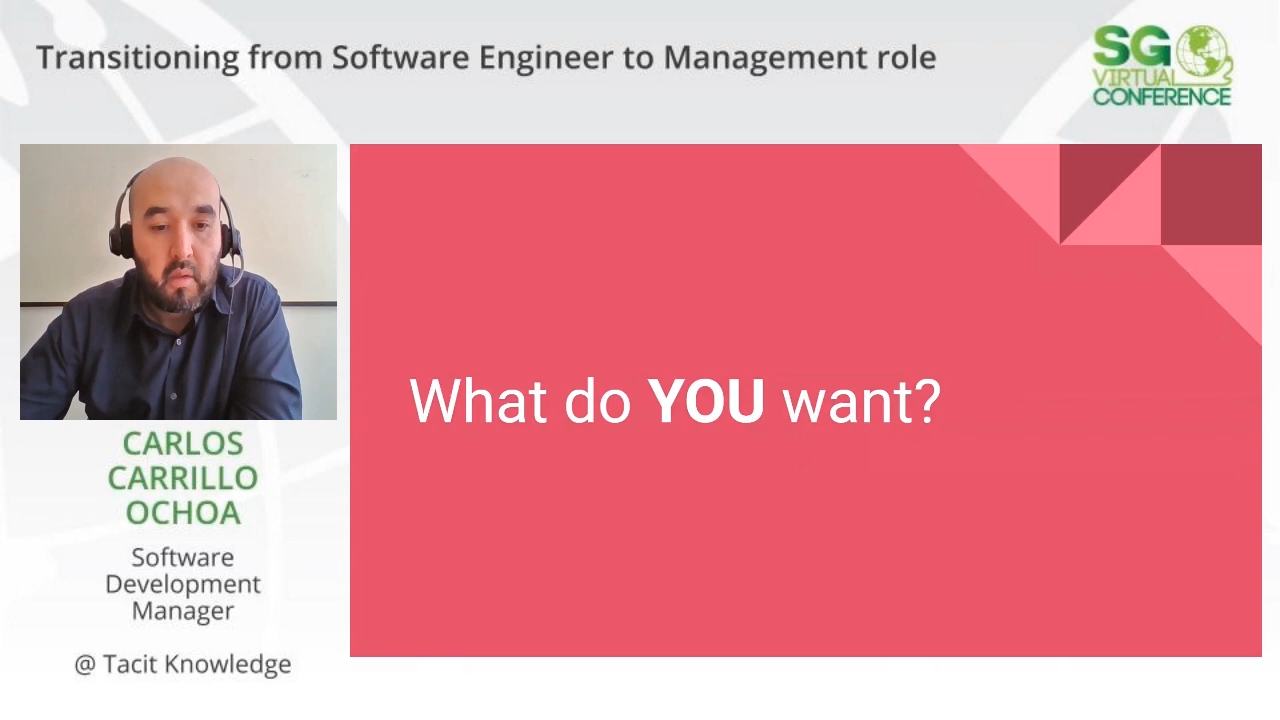 Transitioning from Software Engineer to Management role
SG
VIRTUAL
CONFERENCE
What do YOU want?
CARLOS
CARRILLO
OCHOA
Software
Development
Manager
@ Tacit Knowledge